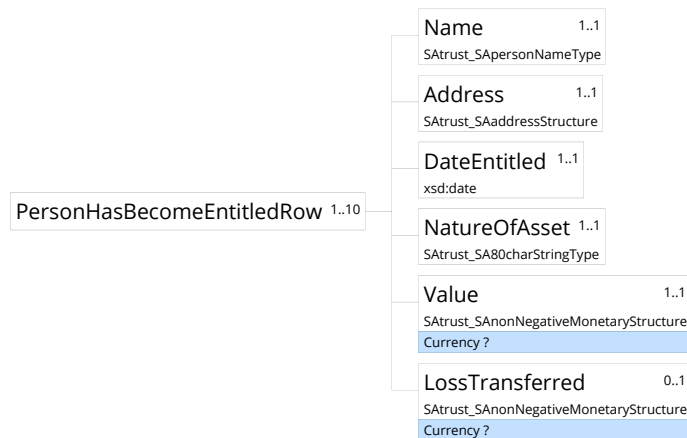 Name 1..1
SAtrust_SApersonNameType
Address 1..1
SAtrust_SAaddressStructure
DateEntitled 1..1
xsd:date
PersonHasBecomeEntitledRow 1..10
NatureOfAsset 1..1
SAtrust_SA80charStringType
Value 1..1
SAtrust_SAnonNegativeMonetaryStructure
Currency ?
LossTransferred 0..1
SAtrust_SAnonNegativeMonetaryStructure
Currency ?